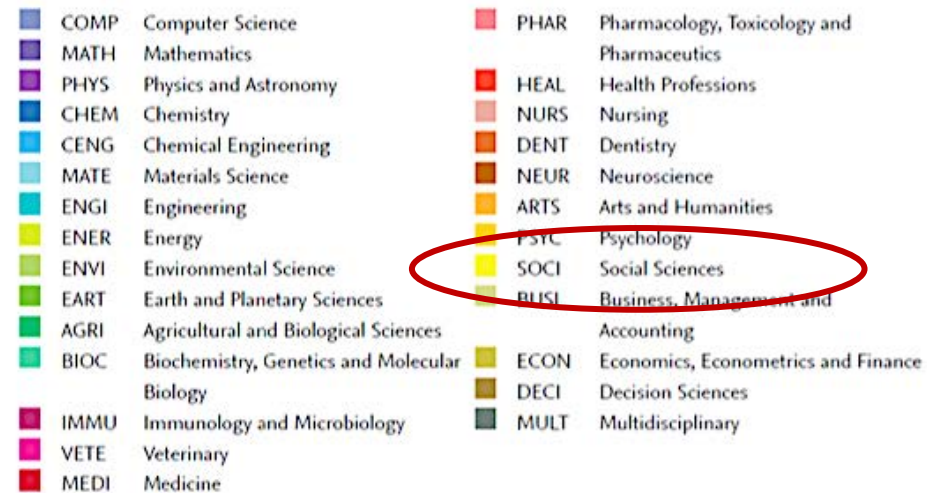 COMP Computer Science
MATH Mathematics
PHYS Physics and Astronomy
CHEM Chemistry
CENG Chemical Engineering
MATE Materials Science
ENGI Engineering
ENER Energy
ENVI Environmental Science
EART Earth and Planetary Sciences
AGRI Agricultural and Biological Sciences
BIOC Biochemistry, Genetics and Molecular
Biology
IMMU Immunology and Microbiology
VETE Veterinary
MEDI Medicine
PHAR Pharmacology, Toxicology and
Pharmaceutics
HEAL Health Professions
NURS Nursing
DENT Dentistry
NEUR Neuroscience
ARTS Arts and Humanities
PSYC Psychology
SOCI Social Sciences
BUSI Business, Management and
Accounting
ECON Economics, Econometrics and Finance
DECI Decision Sciences
MULT Multidisciplinary